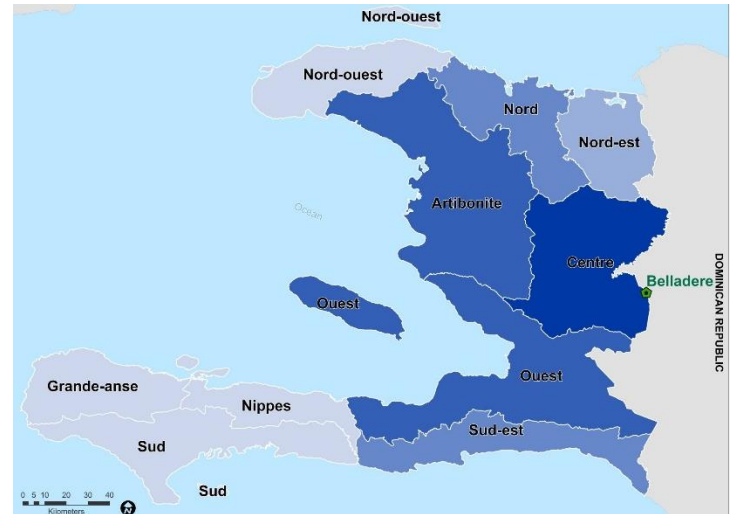 Nord-ouest
Nord-ouest
Nord
Nord-est
Artibonite
Ocean
Centre
DOMINICAN REPUBLIC
Belladere
Ouest
Ouest
Grande-anse
Nippes
Sud-est
Sud
Sud
0 5 10 20 30 40
Kilometers
N